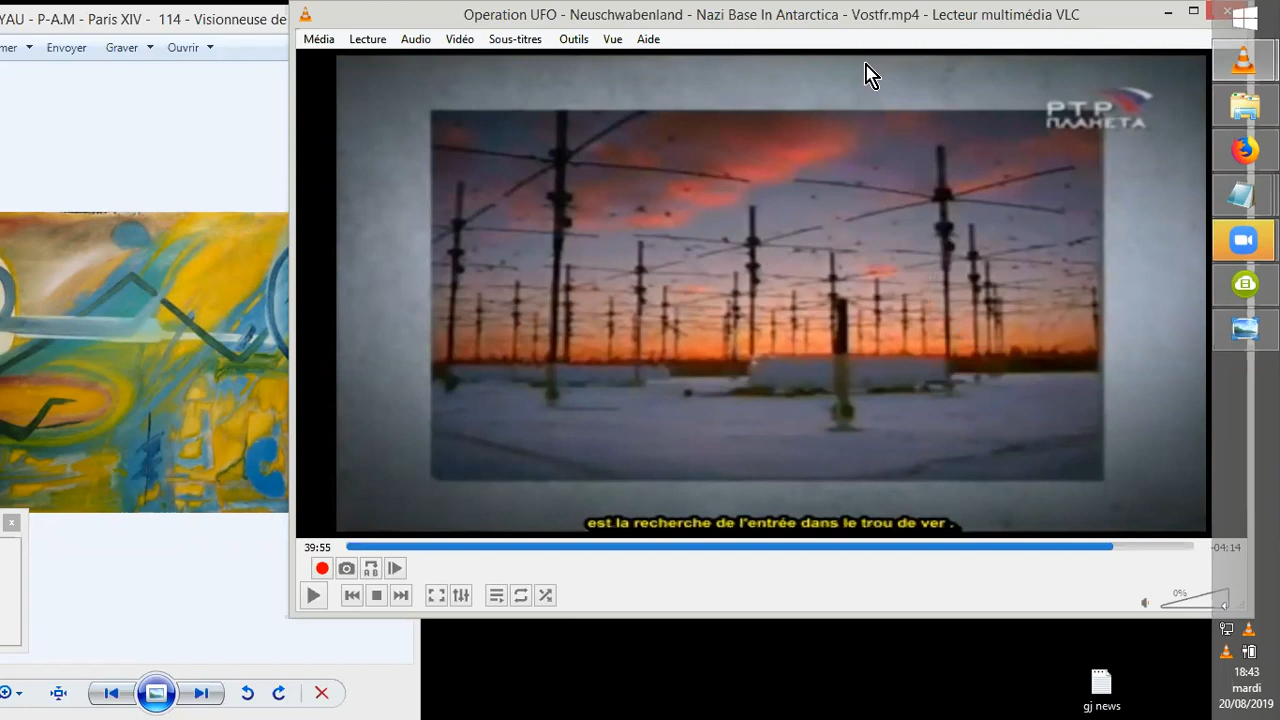 YAU - P-A-M - Paris XIV - 114 - Visionneuse de
Operation UFO - Neuschwabenland - Nazi Base In Antarctica - Vostfr.mp4 - Lecteur multimédia VLC
mer Envoyer Graver Ouvrir
Média Lecture Audio Vidéo Sous-titres Outils Vue Aide
РТР
ПЛАНЕТА
est la recherche de l'entrée dans le trou de ver .
39:55
-04:14
0%
gj news
18:43
mardi
20/08/2019